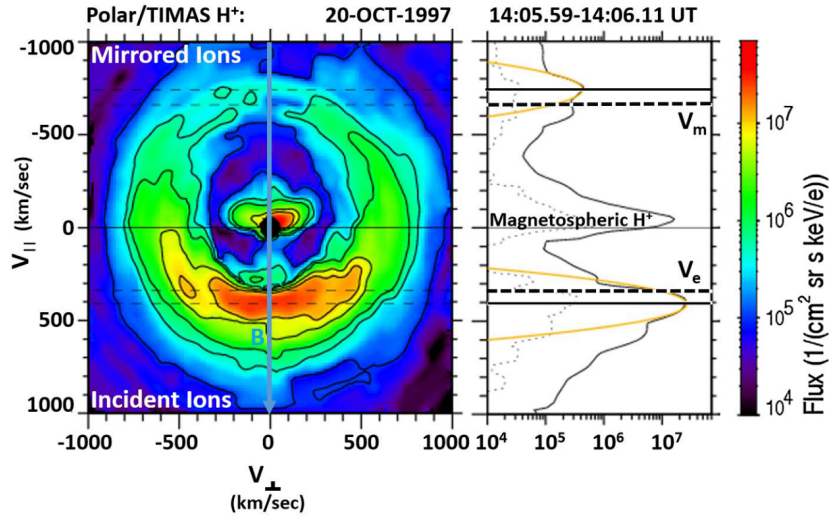 Polar/TIMAS H⁺: 20-OCT-1997 14:05.59-14:06.11 UT
-1000
-500
0
500
1000
V||
(km/sec)
Mirrored Ions
B
Incident Ions
-1000 -500 0 500 1000
V⊥
(km/sec)
Vm
Magnetospheric H⁺
Ve
10⁴ 10⁵ 10⁶ 10⁷
10⁷
10⁶
10⁵
10⁴
Flux (1/(cm² sr s keV/e))